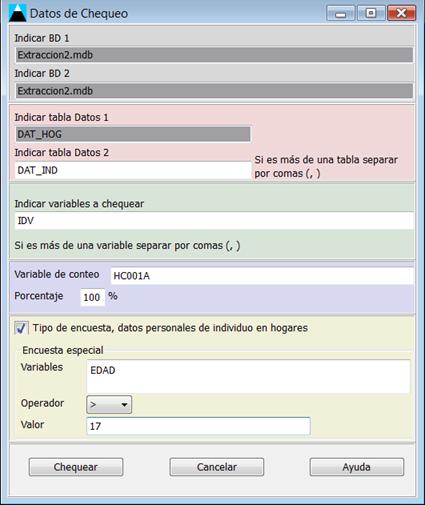 Datos de Chequeo
Indicar BD 1
Extraccion2.mdb
Indicar BD 2
Extraccion2.mdb
Indicar tabla Datos 1
DAT_HOG
Indicar tabla Datos 2
DAT_IND
Si es más de una tabla separar
por comas (, )
Indicar variables a chequear
IDV
Si es más de una variable separar por comas (, )
Variable de conteo HC001A
Porcentaje 100 %
Tipo de encuesta, datos personales de individuo en hogares
Encuesta especial
Variables EDAD
Operador >
Valor 17
Chequear Cancelar Ayuda